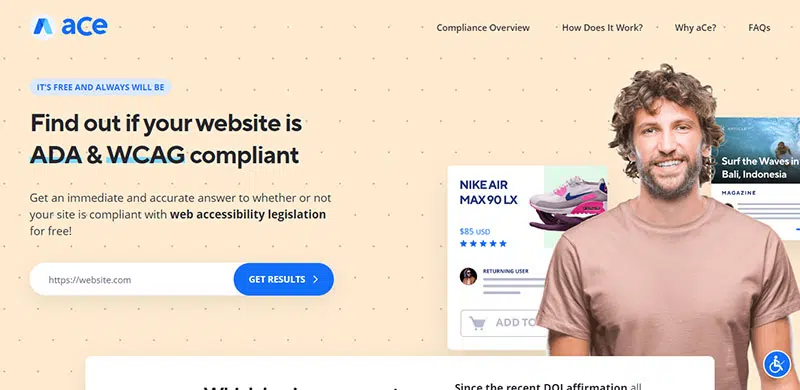 aCe
Compliance Overview
How Does It Work?
Why aCe?
FAQs
IT'S FREE AND ALWAYS WILL BE
Find out if your website is
ADA & WCAG compliant
Get an immediate and accurate answer to whether or not
your site is compliant with web accessibility legislation
for free!
https://website.com
GET RESULTS
NIKE AIR
MAX 90 LX
$85 USD
RETURNING USER
ADD TO
ARTICLE
Surf the Waves in
Bali, Indonesia
MAGAZINE
Since the recent DOJ affirmation all